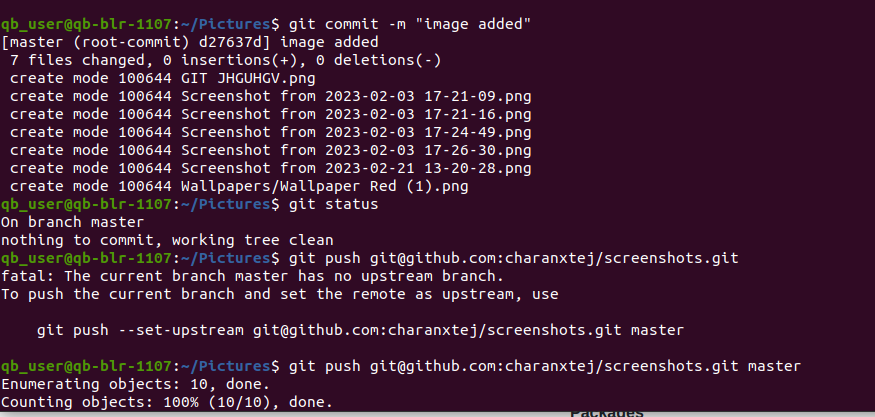 qb_user@qb-blr-1107:~/Pictures$ git commit -m "image added"
[master (root-commit) d27637d] image added
 7 files changed, 0 insertions(+), 0 deletions(-)
 create mode 100644 GIT JHGUHGV.png
 create mode 100644 Screenshot from 2023-02-03 17-21-09.png
 create mode 100644 Screenshot from 2023-02-03 17-21-16.png
 create mode 100644 Screenshot from 2023-02-03 17-24-49.png
 create mode 100644 Screenshot from 2023-02-03 17-26-30.png
 create mode 100644 Screenshot from 2023-02-21 13-20-28.png
 create mode 100644 Wallpapers/Wallpaper Red (1).png
qb_user@qb-blr-1107:~/Pictures$ git status
On branch master
nothing to commit, working tree clean
qb_user@qb-blr-1107:~/Pictures$ git push git@github.com:charanxtej/screenshots.git
fatal: The current branch master has no upstream branch.
To push the current branch and set the remote as upstream, use

    git push --set-upstream git@github.com:charanxtej/screenshots.git master

qb_user@qb-blr-1107:~/Pictures$ git push git@github.com:charanxtej/screenshots.git master
Enumerating objects: 10, done.
Counting objects: 100% (10/10), done.
Packages